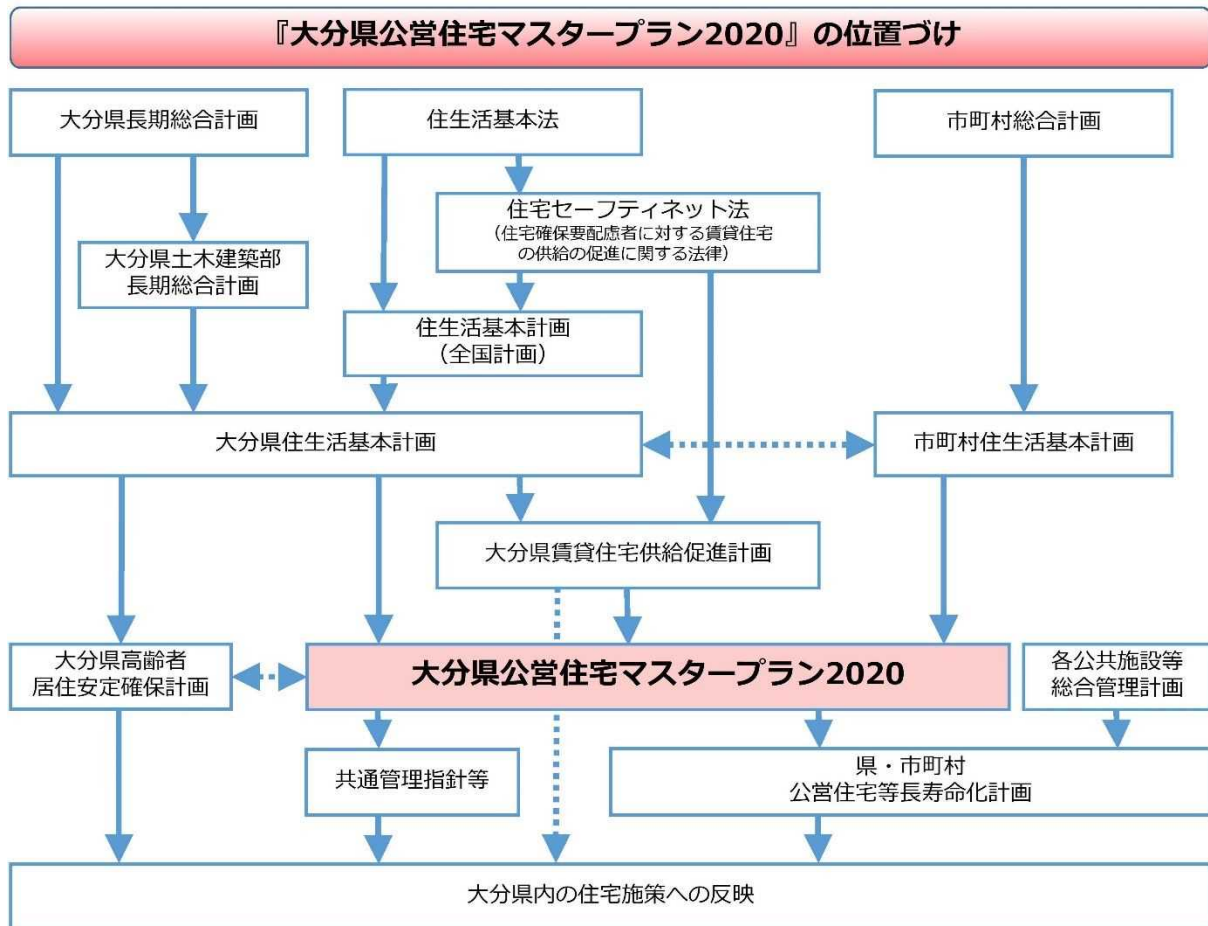 『大分県公営住宅マスタープラン2020』の位置づけ
大分県長期総合計画
住生活基本法
市町村総合計画
住宅セーフティネット法
（住宅確保要配慮者に対する賃貸住宅
の供給の促進に関する法律）
大分県土木建築部
長期総合計画
住生活基本計画
（全国計画）
大分県住生活基本計画
市町村住生活基本計画
大分県賃貸住宅供給促進計画
大分県高齢者
居住安定確保計画
大分県公営住宅マスタープラン2020
各公共施設等
総合管理計画
共通管理指針等
県・市町村
公営住宅等長寿命化計画
大分県内の住宅施策への反映